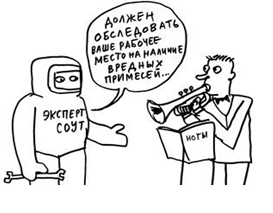 ДОЛЖЕН
ОБСЛЕДОВАТЬ
ВАШЕ РАБОЧЕЕ
МЕСТО НА НАЛИЧИЕ
ВРЕДНЫХ
ПРИМЕСЕЙ...
ЭКСПЕРТ
СОУТ
НОТЫ